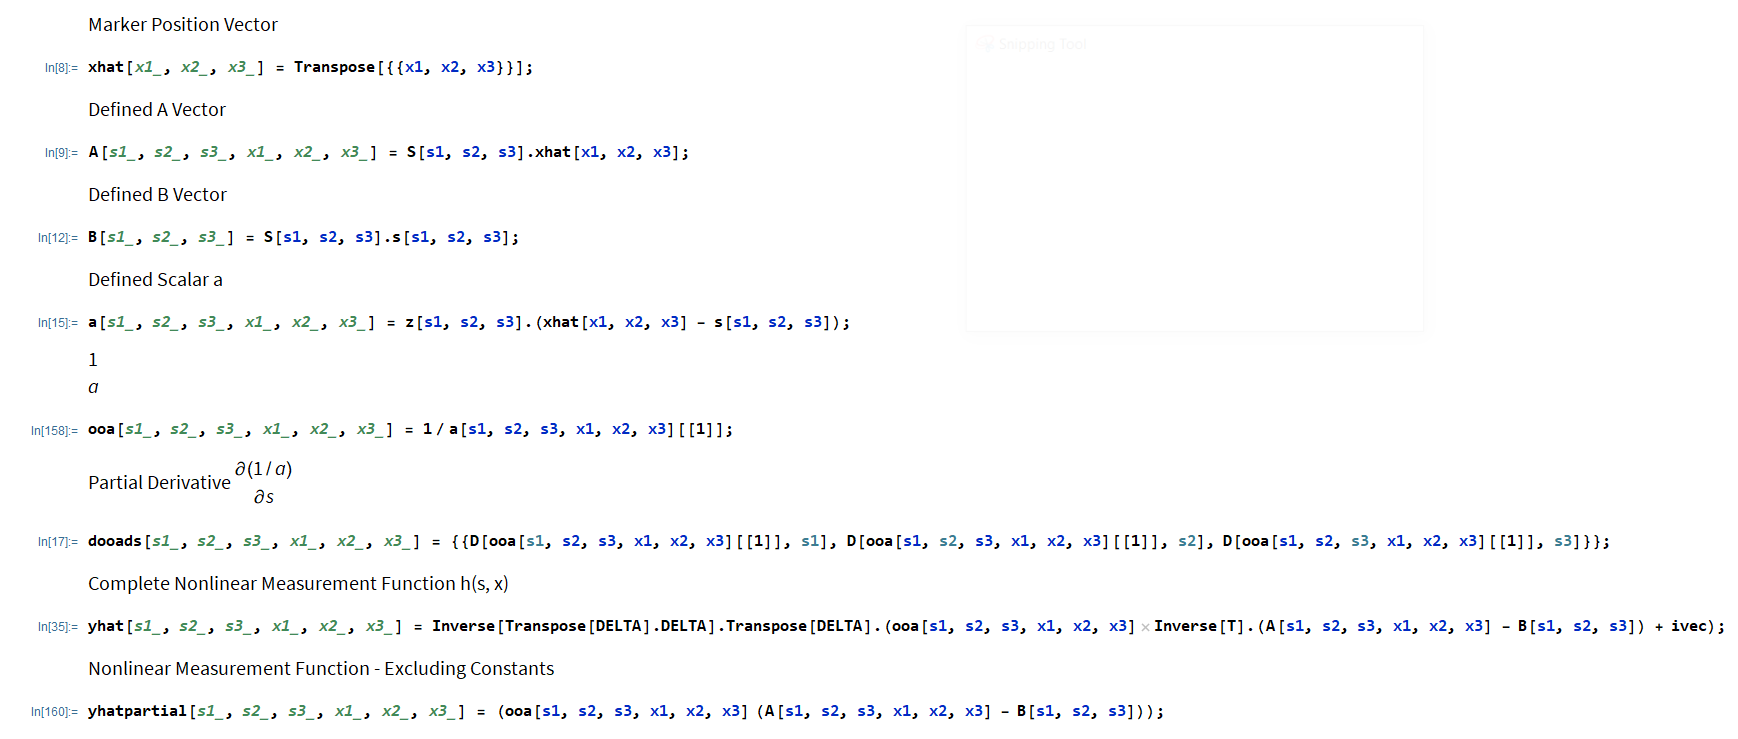 Marker Position Vector
Snipping Tool
In[8]:= xhat[x1_, x2_, x3_] = Transpose[{{x1, x2, x3}}];
Defined A Vector
In[9]:= A[s1_, s2_, s3_, x1_, x2_, x3_] = S[s1, s2, s3].xhat[x1, x2, x3];
Defined B Vector
In[12]:= B[s1_, s2_, s3_] = S[s1, s2, s3].s[s1, s2, s3];
Defined Scalar a
In[15]:= a[s1_, s2_, s3_, x1_, x2_, x3_] = z[s1, s2, s3].(xhat[x1, x2, x3] - s[s1, s2, s3]);
1
a
In[158]:= ooa[s1_, s2_, s3_, x1_, x2_, x3_] = 1/a[s1, s2, s3, x1, x2, x3][[1]];
Partial Derivative ∂(1/a)
∂s
In[17]:= dooads[s1_, s2_, s3_, x1_, x2_, x3_] = {{D[ooa[s1, s2, s3, x1, x2, x3][[1]], s1], D[ooa[s1, s2, s3, x1, x2, x3][[1]], s2], D[ooa[s1, s2, s3, x1, x2, x3][[1]], s3]}};
Complete Nonlinear Measurement Function h(s, x)
In[35]:= yhat[s1_, s2_, s3_, x1_, x2_, x3_] = Inverse[Transpose[DELTA].DELTA].Transpose[DELTA].(ooa[s1, s2, s3, x1, x2, x3] × Inverse[T].(A[s1, s2, s3, x1, x2, x3] - B[s1, s2, s3]) + ivec);
Nonlinear Measurement Function - Excluding Constants
In[160]:= yhatpartial[s1_, s2_, s3_, x1_, x2_, x3_] = (ooa[s1, s2, s3, x1, x2, x3] (A[s1, s2, s3, x1, x2, x3] - B[s1, s2, s3]));